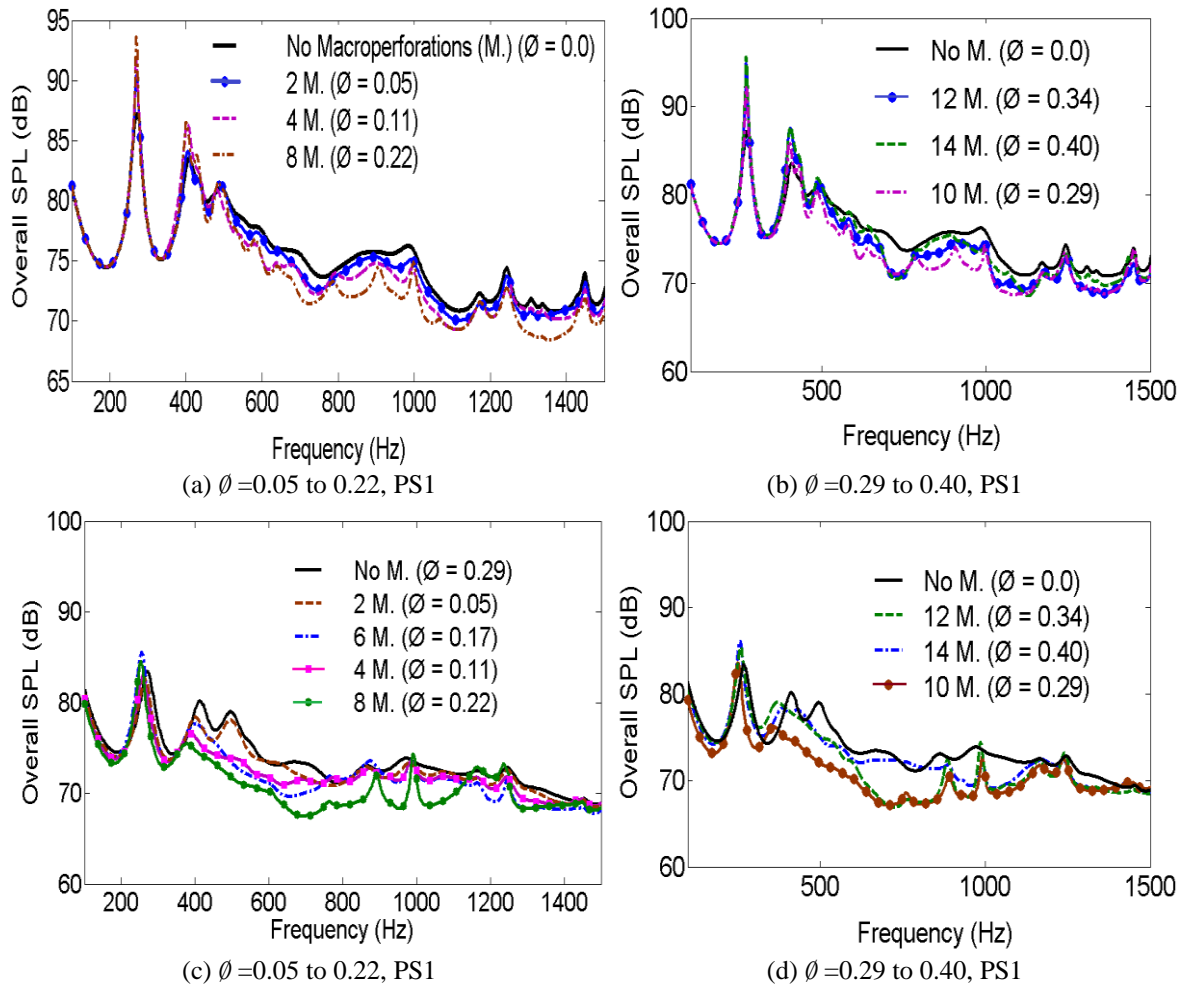 95
90
85
80
75
70
65
Overall SPL (dB)
No Macroperforations (M.) (Ø = 0.0)
2 M. (Ø = 0.05)
4 M. (Ø = 0.11)
8 M. (Ø = 0.22)
200 400 600 800 1000 1200 1400
Frequency (Hz)
(a) ∅ =0.05 to 0.22, PS1
100
90
80
70
60
Overall SPL (dB)
No M. (Ø = 0.0)
12 M. (Ø = 0.34)
14 M. (Ø = 0.40)
10 M. (Ø = 0.29)
500 1000 1500
Frequency (Hz)
(b) ∅ =0.29 to 0.40, PS1
100
90
80
70
60
Overall SPL (dB)
No M. (Ø = 0.29)
2 M. (Ø = 0.05)
6 M. (Ø = 0.17)
4 M. (Ø = 0.11)
8 M. (Ø = 0.22)
200 400 600 800 1000 1200 1400
Frequency (Hz)
(c) ∅ =0.05 to 0.22, PS1
100
90
80
70
60
Overall SPL (dB)
No M. (Ø = 0.0)
12 M. (Ø = 0.34)
14 M. (Ø = 0.40)
10 M. (Ø = 0.29)
500 1000 1500
Frequency (Hz)
(d) ∅ =0.29 to 0.40, PS1